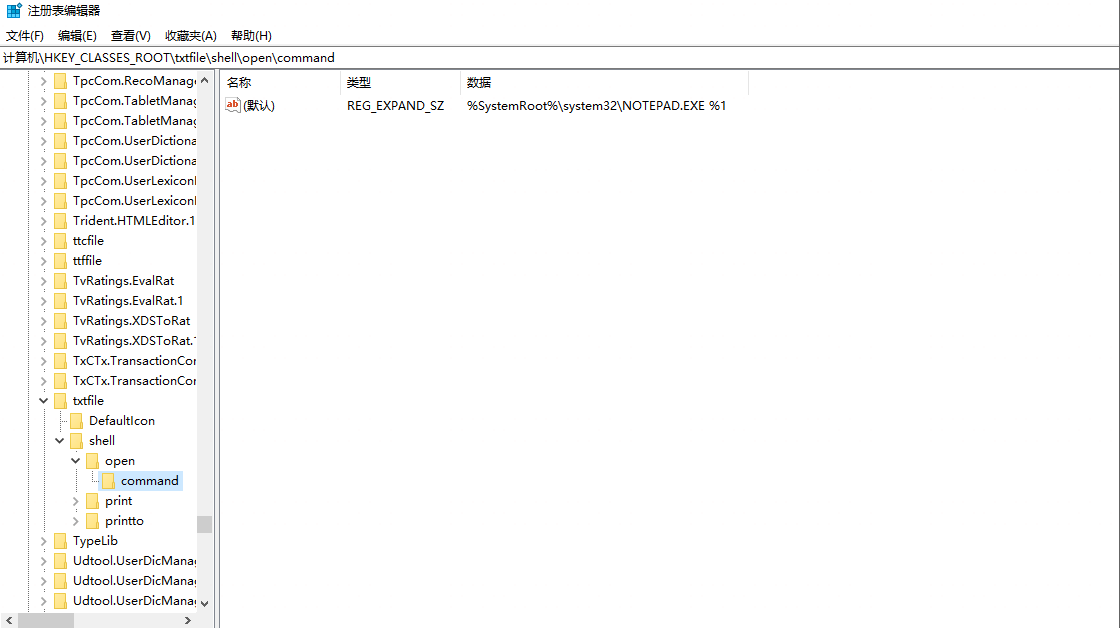 注册表编辑器
文件(F) 编辑(E) 查看(V) 收藏夹(A) 帮助(H)
计算机\HKEY_CLASSES_ROOT\txtfile\shell\open\command
名称 类型 数据
ab (默认) REG_EXPAND_SZ %SystemRoot%\system32\NOTEPAD.EXE %1
TpcCom.RecoManag
TpcCom.TabletManag
TpcCom.TabletManag
TpcCom.UserDictiona
TpcCom.UserDictiona
TpcCom.UserLexicon
TpcCom.UserLexicon
Trident.HTMLEditor.1
ttcfile
ttffile
TvRatings.EvalRat
TvRatings.EvalRat.1
TvRatings.XDSToRat
TvRatings.XDSToRat.
TxCTx.TransactionCon
TxCTx.TransactionCon
txtfile
DefaultIcon
shell
open
command
print
printto
TypeLib
Udtool.UserDicMana
Udtool.UserDicMana
Udtool.UserDicMana